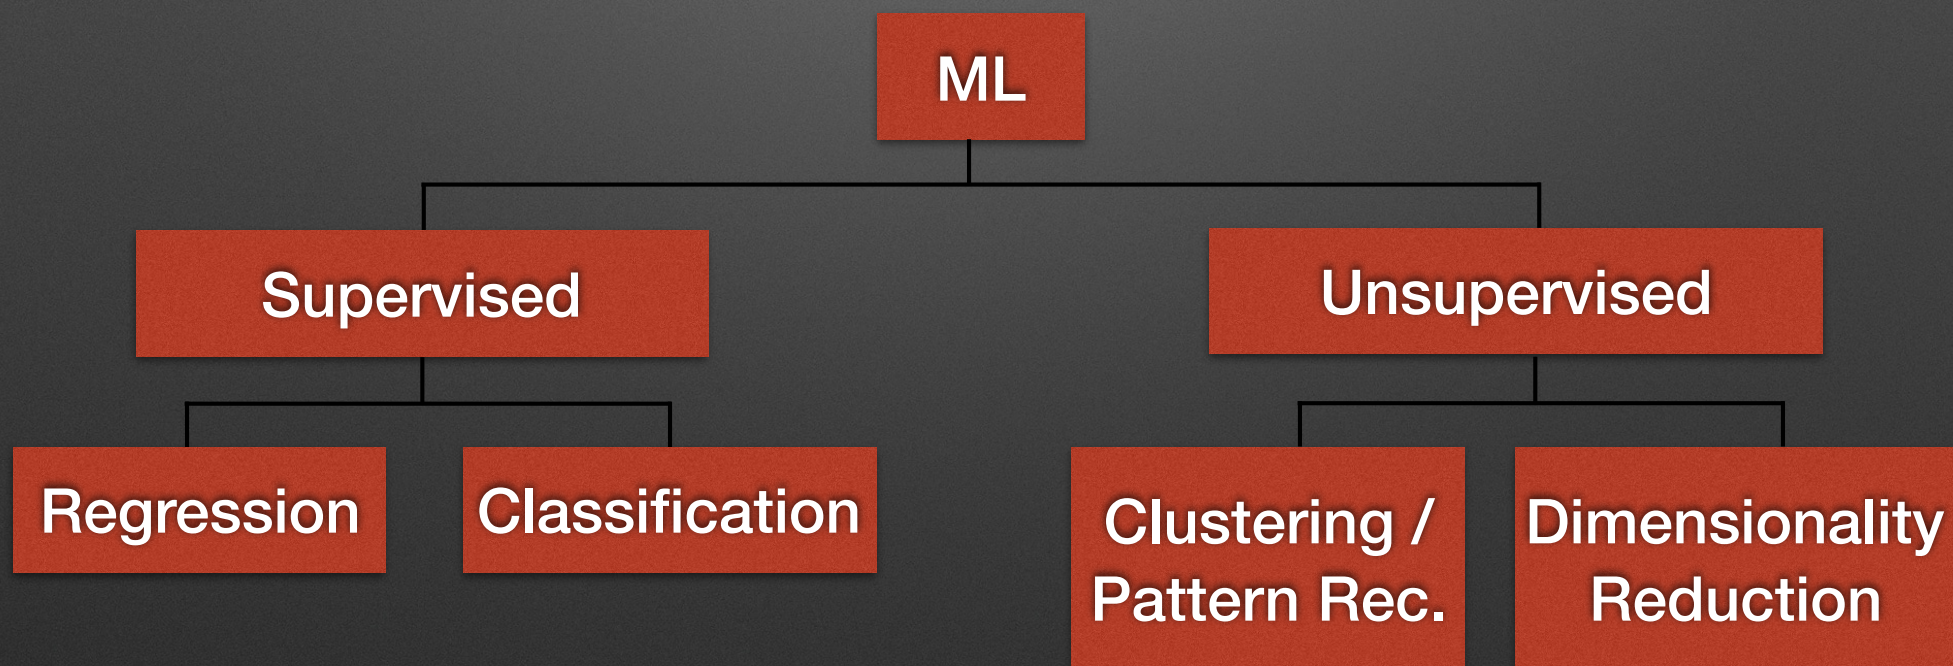 ML
Supervised
Unsupervised
Regression
Classification
Clustering /
Pattern Rec.
Dimensionality
Reduction